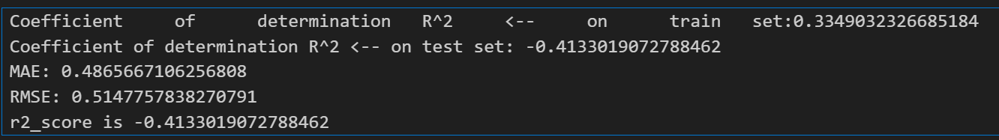 Coefficient of determination R^2 <-- on train set:0.3349032326685184
Coefficient of determination R^2 <-- on test set: -0.4133019072788462
MAE: 0.4865667106256808
RMSE: 0.5147757838270791
r2_score is -0.4133019072788462